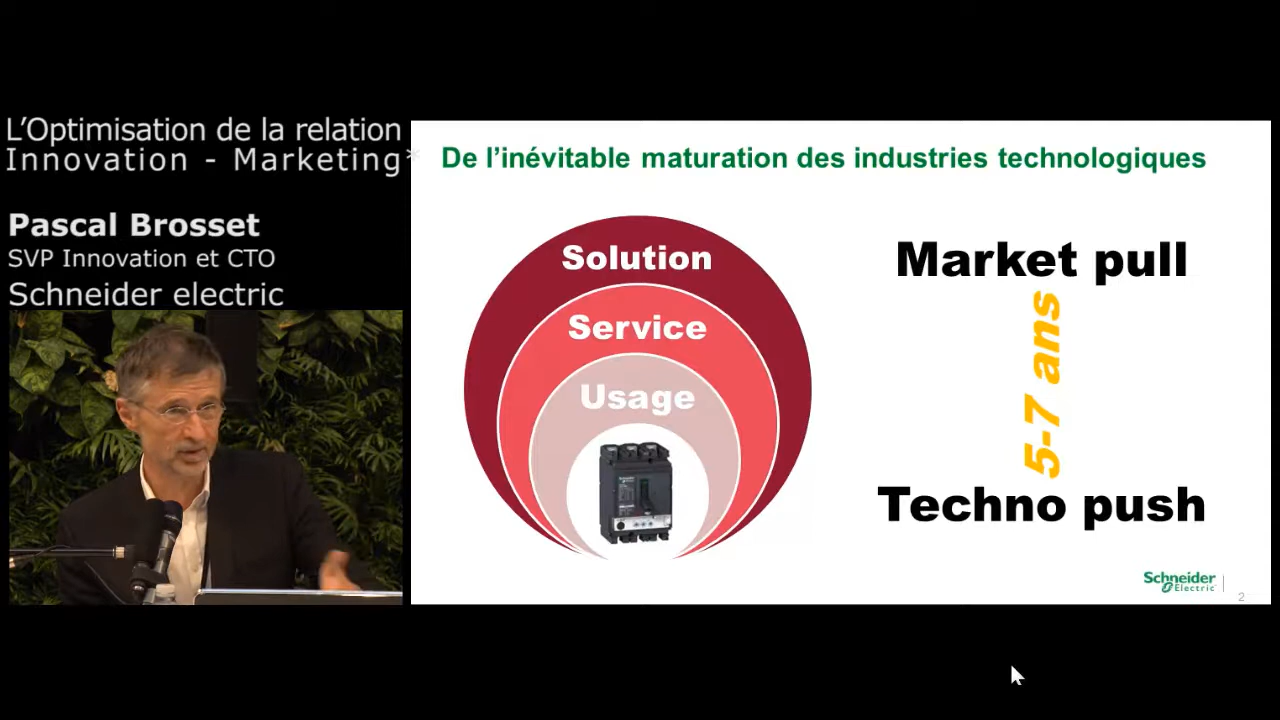 L'Optimisation de la relation
Innovation - Marketing*
Pascal Brosset
SVP Innovation et CTO
Schneider electric
De l'inévitable maturation des industries technologiques
Solution
Service
Usage
Market pull
5-7 ans
Techno push
Schneider
Electric
2